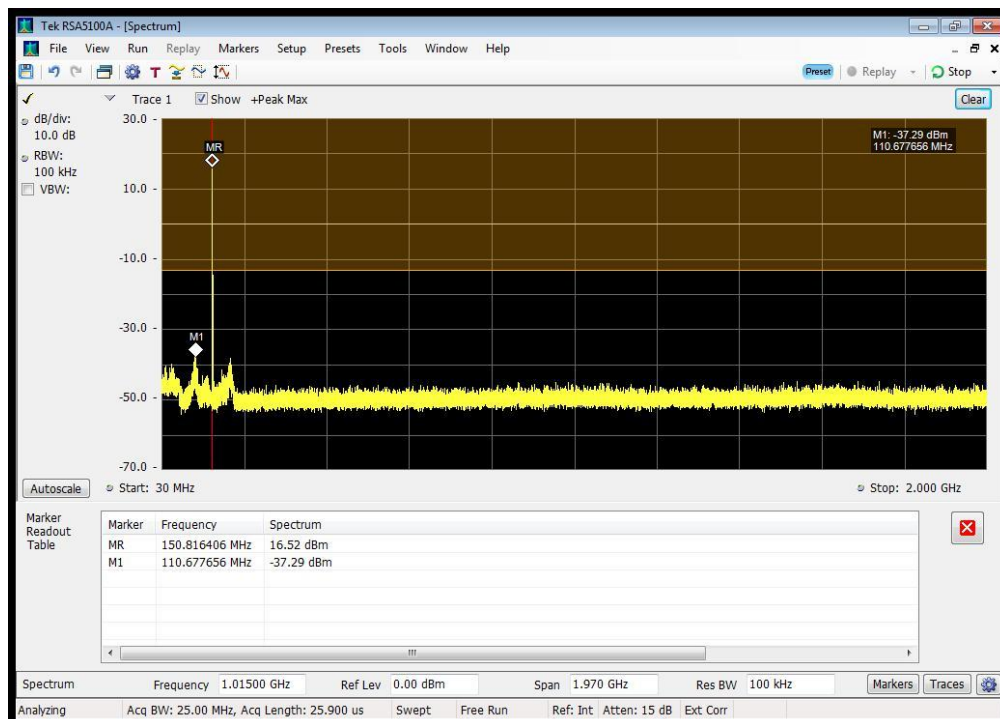 Tek RSA5100A - [Spectrum]
File View Run Replay Markers Setup Presets Tools Window Help
T Preset Replay Stop
Trace 1 Show +Peak Max Clear
dB/div:
10.0 dB
RBW:
100 kHz
VBW:
30.0 -
10.0 -
-10.0 -
-30.0 -
-50.0 -
-70.0 -
MR
M1
M1: -37.29 dBm
110.677656 MHz
Autoscale Start: 30 MHz Stop: 2.000 GHz
Marker
Readout
Table
Marker Frequency Spectrum
MR 150.816406 MHz 16.52 dBm
M1 110.677656 MHz -37.29 dBm
Spectrum Frequency 1.01500 GHz Ref Lev 0.00 dBm Span 1.970 GHz Res BW 100 kHz Markers Traces
Analyzing Acq BW: 25.00 MHz, Acq Length: 25.900 us Swept Free Run Ref: Int Atten: 15 dB Ext Corr